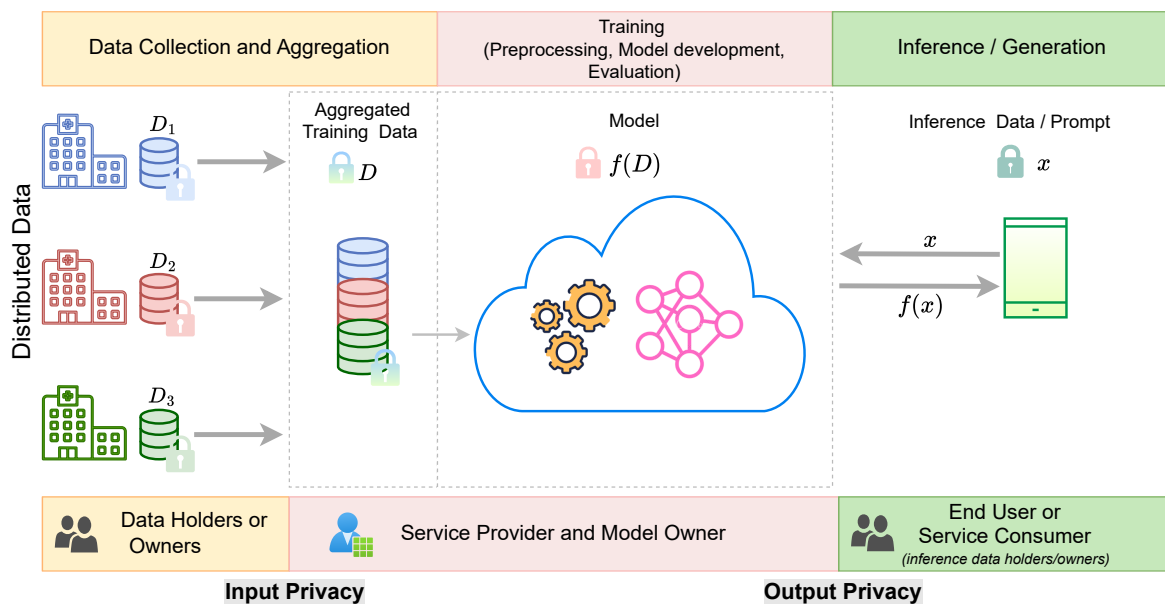 Data Collection and Aggregation
Training
(Preprocessing, Model development,
Evaluation)
Inference / Generation
Distributed Data
D₁
D₂
D₃
Aggregated
Training Data
D
Model
f(D)
Inference Data / Prompt
x
x
f(x)
Data Holders or
Owners
Service Provider and Model Owner
End User or
Service Consumer
(inference data holders/owners)
Input Privacy
Output Privacy